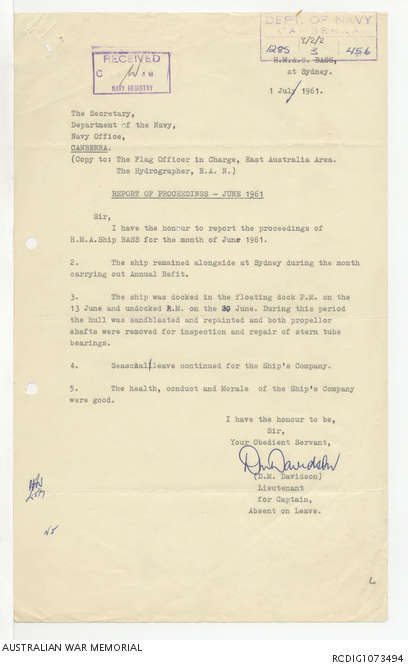 DEPT. OF NAVY
CANBERRA
Y/2/2
1285 3 456
RECEIVED
NAVY REGISTRY
H.M.A.S. BASS,
at Sydney.
1 July 1961.
The Secretary,
Department of the Navy,
Navy Office,
CANBERRA.
(Copy to: The Flag Officer in Charge, East Australia Area.
The Hydrographer, R.A.N.)
REPORT OF PROCEEDINGS - JUNE 1961
Sir,
I have the honour to report the proceedings of
H.M.A.Ship BASS for the month of June 1961.
2. The ship remained alongside at Sydney during the month
carrying out Annual Refit.
3. The ship was docked in the floating dock P.M. on the
13 June and undocked A.M. on the June. During this period
the hull was sandblasted and repainted and both propellor
shafts were removed for inspection and repair of stern tube
bearings.
4. Seasonal leave continued for the Ship's Company.
5. The health, conduct and Morale of the Ship's Company
were good.
I have the honour to be,
Sir,
Your Obedient Servant,
DM Davidson
(D.M. Davidson)
Lieutenant
for Captain,
Absent on Leave.
AUSTRALIAN WAR MEMORIAL
RCDIG1073494